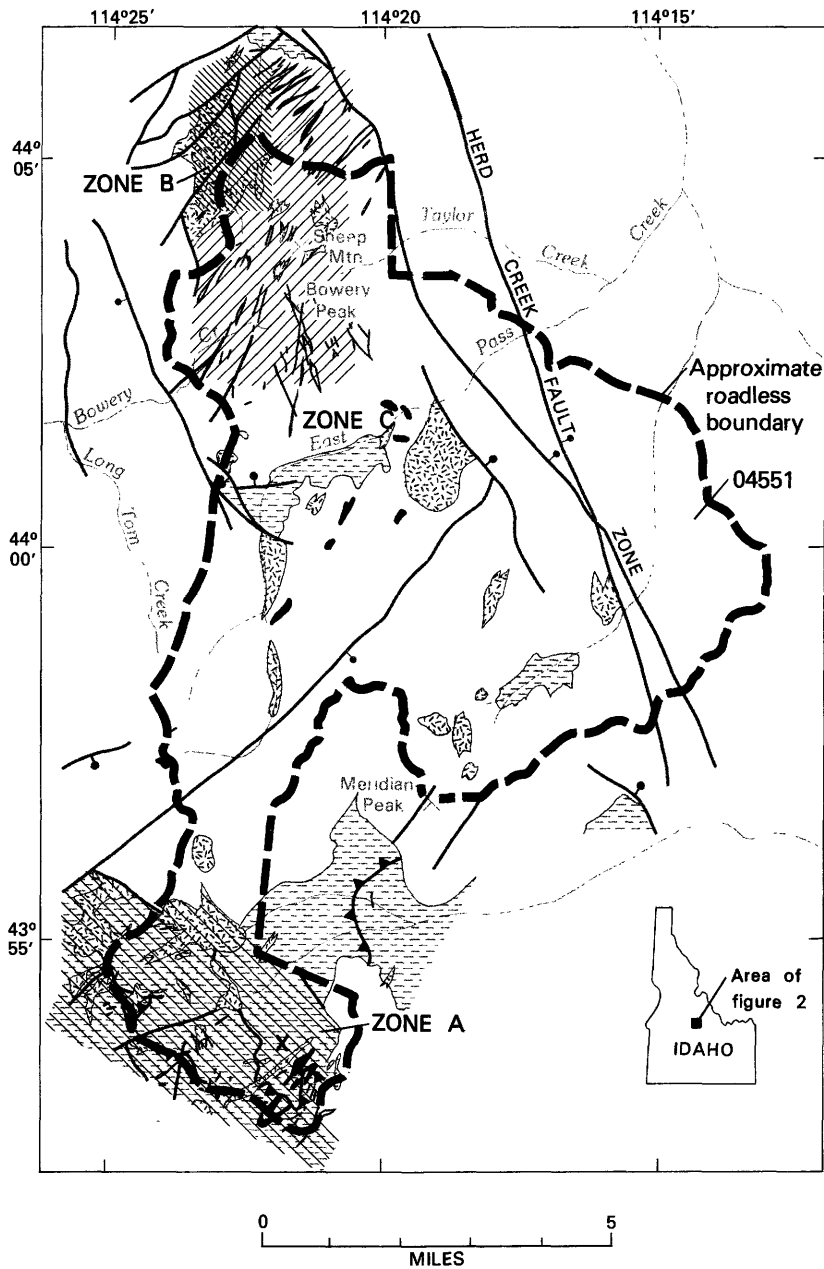 114°25'
114°20'
114°15'
44°
05'
ZONE B
HERD
CREEK
FAULT
ZONE
Taylor
Creek
Creek
Sheep
Mtn
Bowery
Peak
Cr
Pass
Approximate
roadless
boundary
Bowery
ZONE C
East
Long
Tom
Creek
04551
44°
00'
Meridian
Peak
43°
55'
ZONE A
X
Area of
figure 2
IDAHO
0
5
MILES